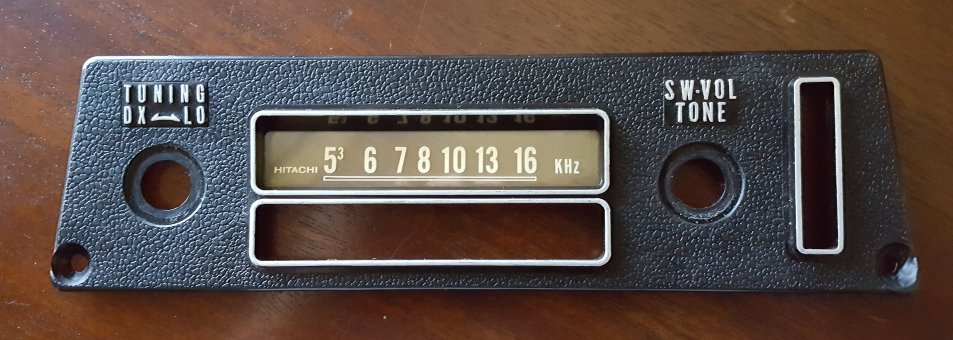 TUNING
DX LO
HITACHI 5³ 6 7 8 10 13 16 KHz
SW·VOL
TONE